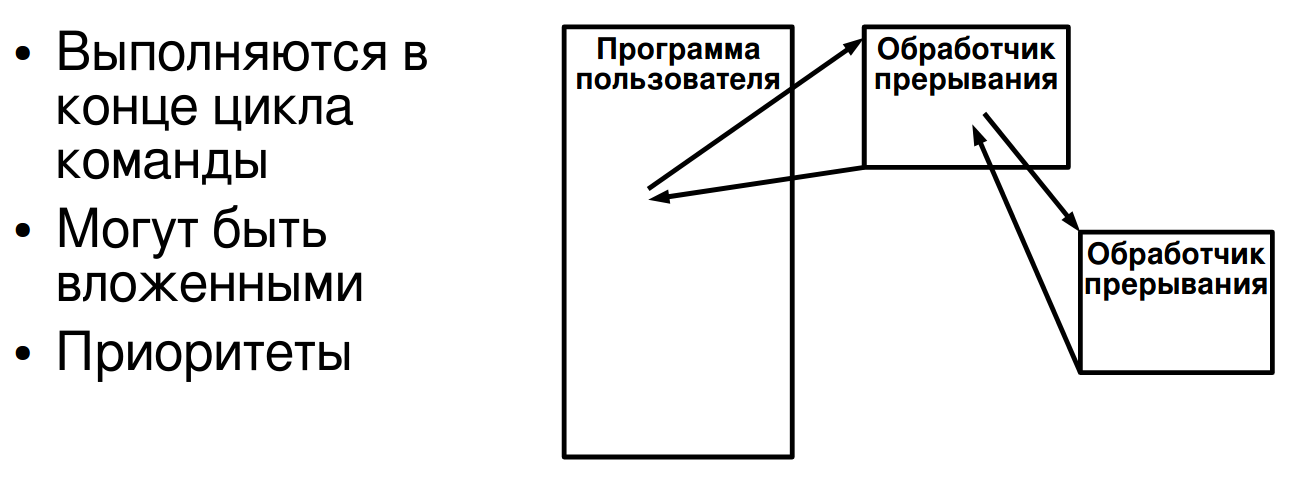 • Выполняются в
конце цикла
команды
• Могут быть
вложенными
• Приоритеты
Программа
пользователя
Обработчик
прерывания
Обработчик
прерывания